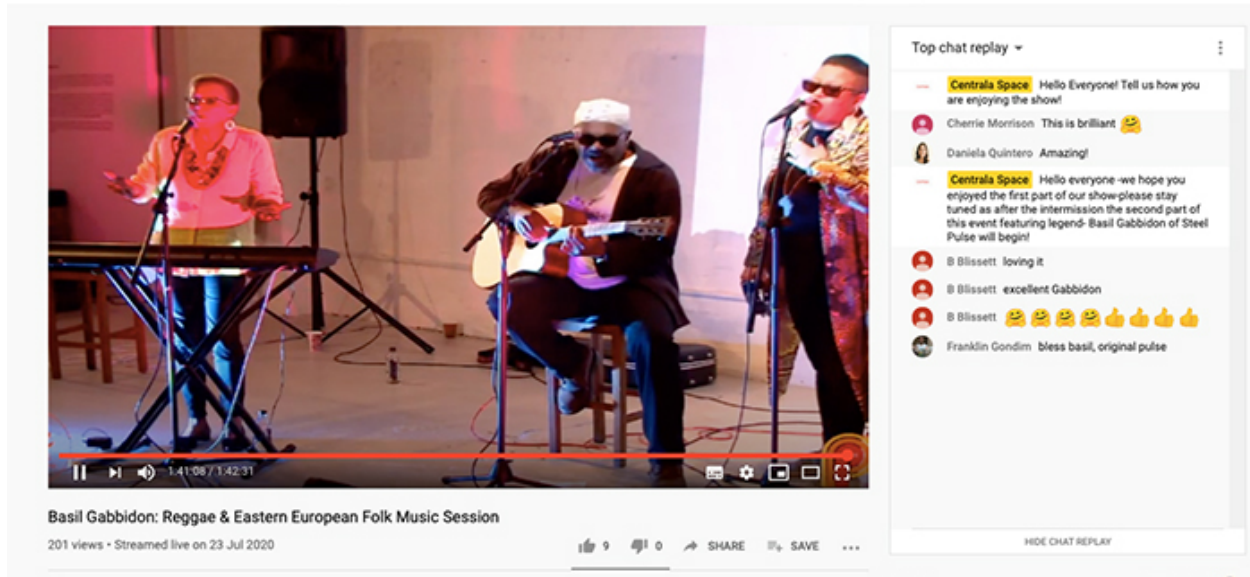 Top chat replay
Centrala Space Hello Everyone! Tell us how you
are enjoying the show!
Cherrie Morrison This is brilliant 🤗
Daniela Quintero Amazing!
Centrala Space Hello everyone -we hope you
enjoyed the first part of our show-please stay
tuned as after the intermission the second part of
this event featuring legend- Basil Gabbidon of Steel
Pulse will begin!
B Blissett loving it
B Blissett excellent Gabbidon
B Blissett 🤗🤗🤗🤗👍👍👍👍
Franklin Gondim bless basil, original pulse
HIDE CHAT REPLAY
1:41:08 / 1:42:31
Basil Gabbidon: Reggae & Eastern European Folk Music Session
201 views • Streamed live on 23 Jul 2020
9 0 SHARE SAVE